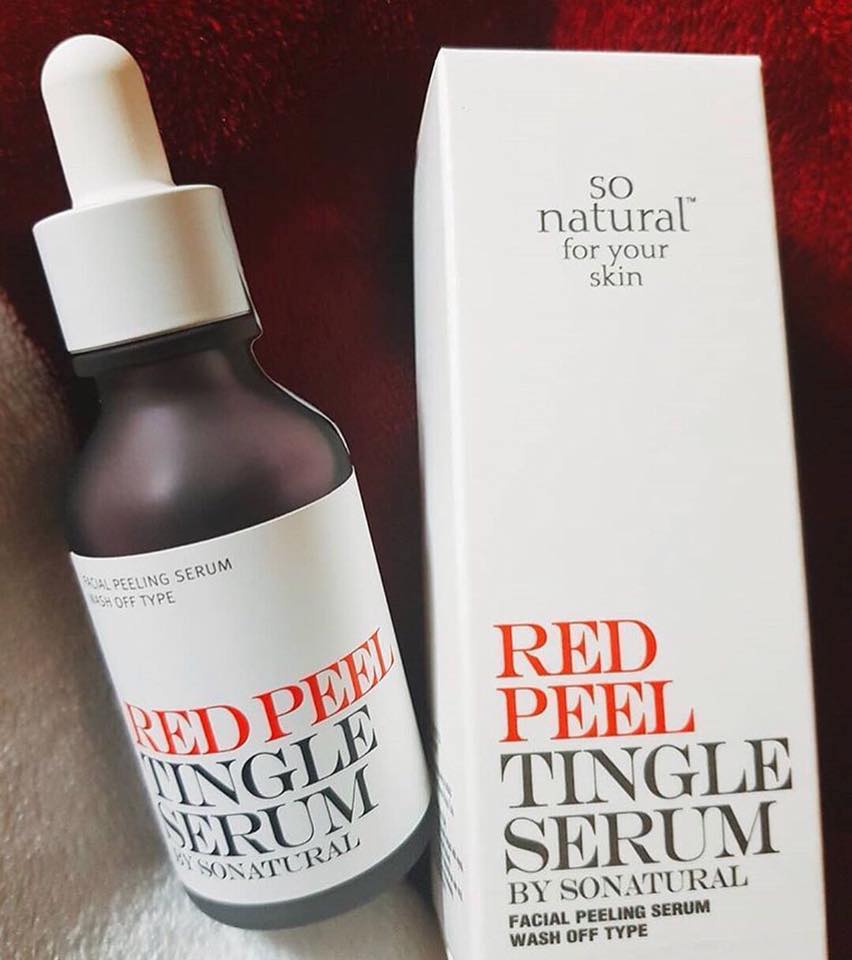 FACIAL PEELING SERUM
WASH OFF TYPE
RED PEEL
TINGLE
SERUM
BY SONATURAL
so
natural™
for your
skin
RED
PEEL
TINGLE
SERUM
BY SONATURAL
FACIAL PEELING SERUM
WASH OFF TYPE